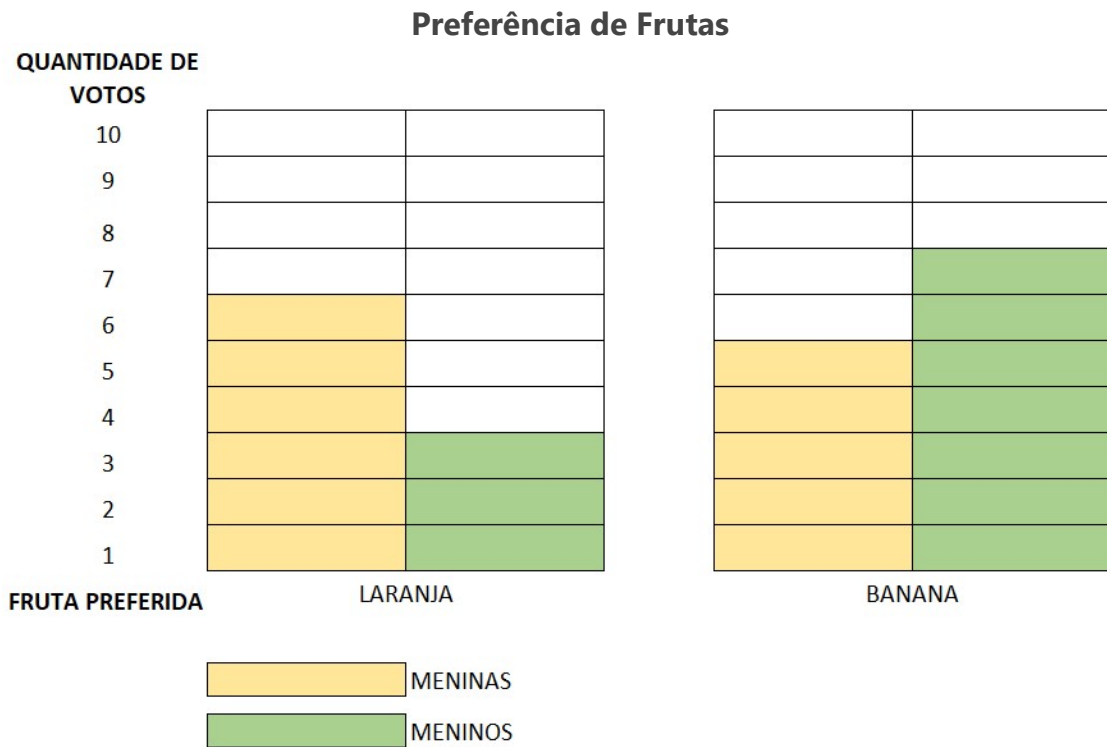 Preferência de Frutas
QUANTIDADE DE
VOTOS
10
9
8
7
6
5
4
3
2
1
FRUTA PREFERIDA
LARANJA
BANANA
MENINAS
MENINOS